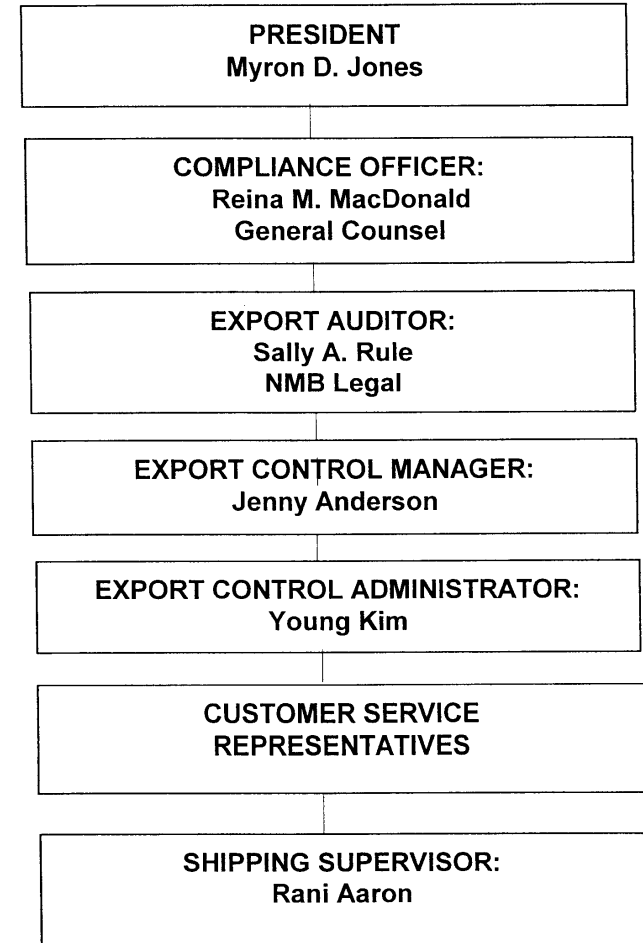 PRESIDENT
Myron D. Jones
COMPLIANCE OFFICER:
Reina M. MacDonald
General Counsel
EXPORT AUDITOR:
Sally A. Rule
NMB Legal
EXPORT CONTROL MANAGER:
Jenny Anderson
EXPORT CONTROL ADMINISTRATOR:
Young Kim
CUSTOMER SERVICE
REPRESENTATIVES
SHIPPING SUPERVISOR:
Rani Aaron